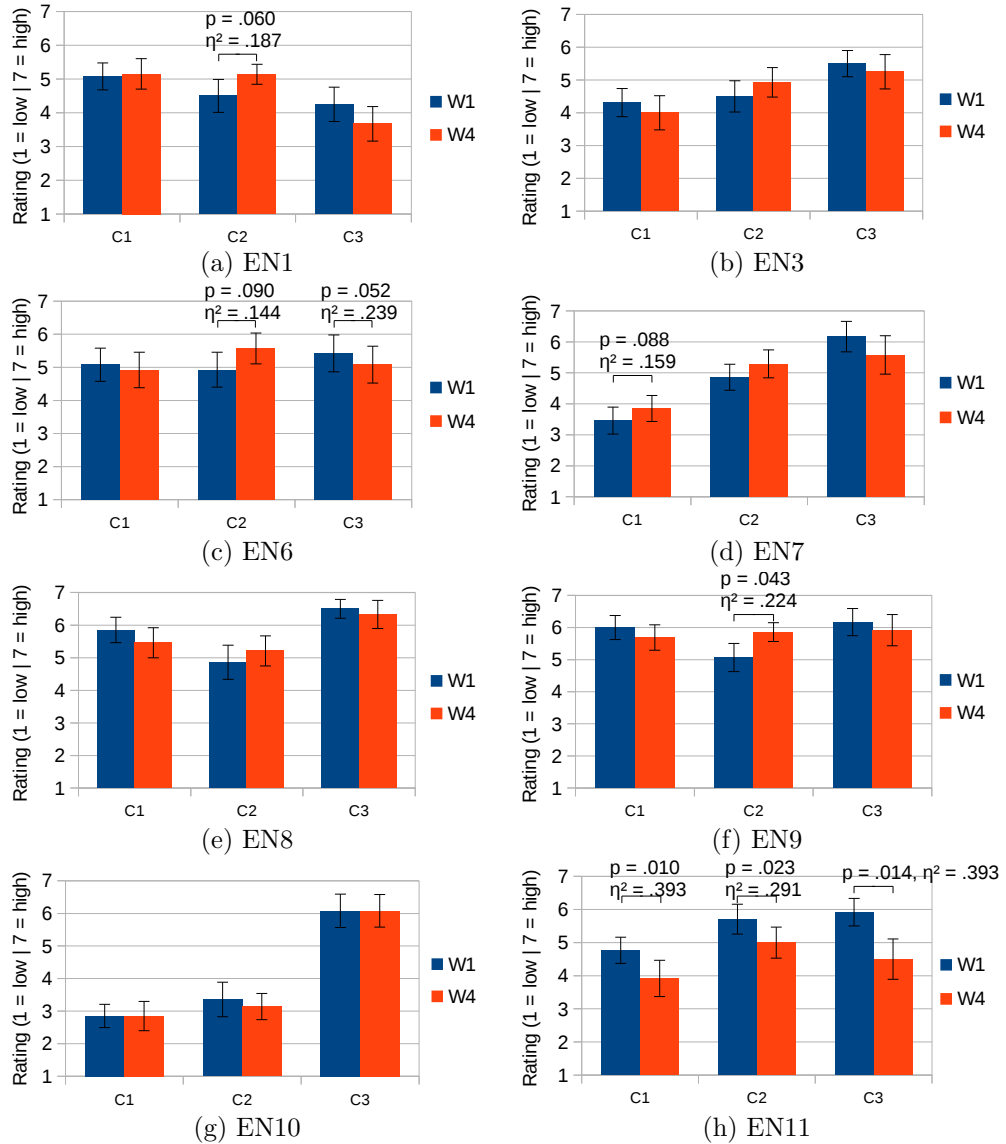 Rating (1 = low | 7 = high)
7
6
5
4
3
2
1
p = .060
η² = .187
C1
C2
C3
W1
W4
(a) EN1
Rating (1 = low | 7 = high)
7
6
5
4
3
2
1
C1
C2
C3
W1
W4
(b) EN3
Rating (1 = low | 7 = high)
7
6
5
4
3
2
1
p = .090
η² = .144
p = .052
η² = .239
C1
C2
C3
W1
W4
(c) EN6
Rating (1 = low | 7 = high)
7
6
5
4
3
2
1
p = .088
η² = .159
C1
C2
C3
W1
W4
(d) EN7
Rating (1 = low | 7 = high)
7
6
5
4
3
2
1
C1
C2
C3
W1
W4
(e) EN8
Rating (1 = low | 7 = high)
7
6
5
4
3
2
1
p = .043
η² = .224
C1
C2
C3
W1
W4
(f) EN9
Rating (1 = low | 7 = high)
7
6
5
4
3
2
1
C1
C2
C3
W1
W4
(g) EN10
Rating (1 = low | 7 = high)
7
6
5
4
3
2
1
p = .010
η² = .393
p = .023
η² = .291
p = .014, η² = .393
C1
C2
C3
W1
W4
(h) EN11